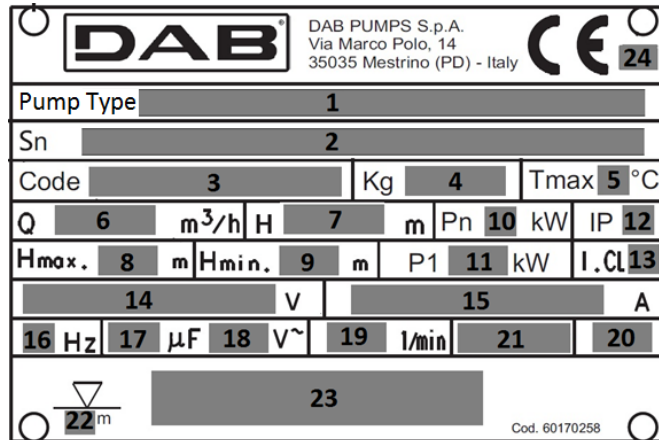 DAB
DAB PUMPS S.p.A.
Via Marco Polo, 14
35035 Mestrino (PD) - Italy
CE 24
Pump Type 1
Sn 2
Code 3 Kg 4 Tmax 5 °C
Q 6 m³/h H 7 m Pn 10 kW IP 12
Hmax. 8 m Hmin. 9 m P1 11 kW I.Cl 13
14 V 15 A
16 Hz 17 µF 18 V~ 19 1/min 21 20
22 m 23
Cod. 60170258